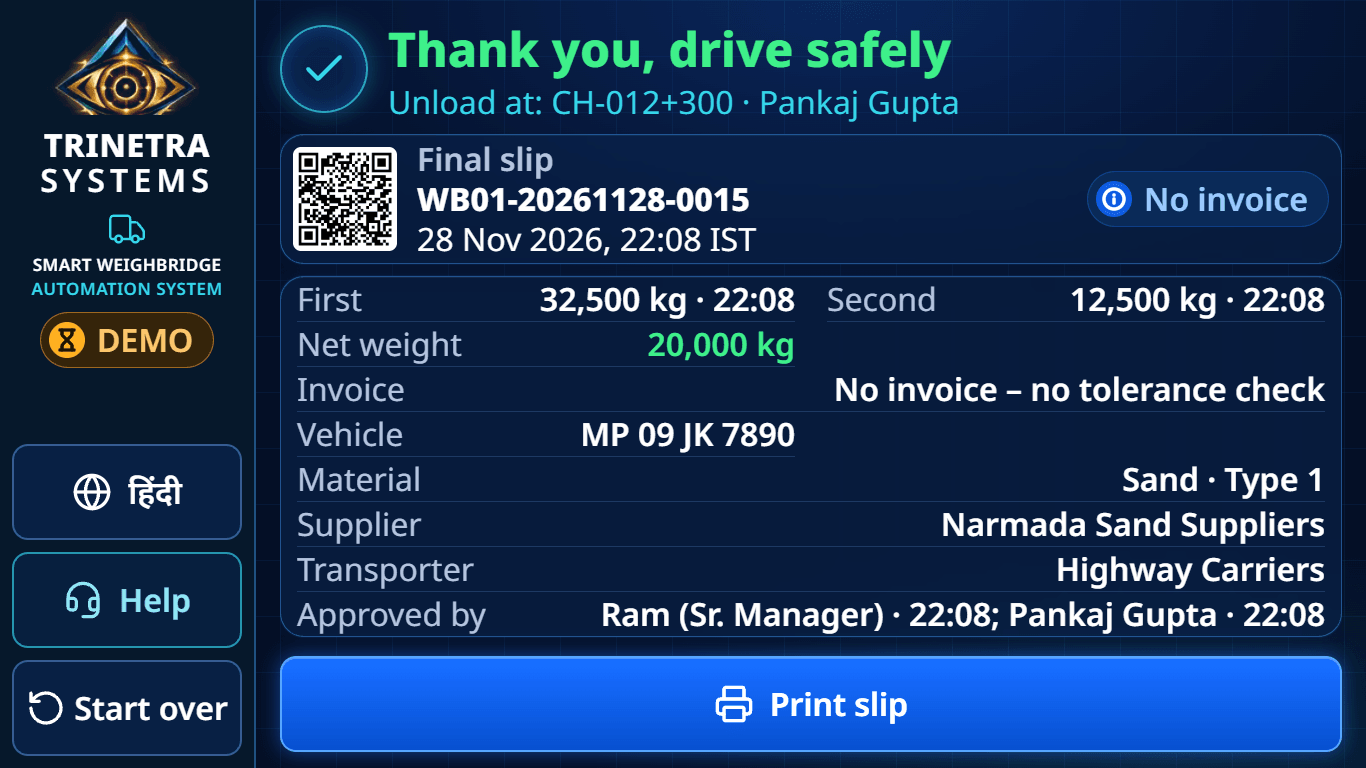 TRINETRA
SYSTEMS
SMART WEIGHBRIDGE
AUTOMATION SYSTEM
DEMO
हिंदी
Help
Start over
Thank you, drive safely
Unload at: CH-012+300 · Pankaj Gupta
Final slip
WB01-20261128-0015
28 Nov 2026, 22:08 IST
No invoice
First 32,500 kg · 22:08 Second 12,500 kg · 22:08
Net weight 20,000 kg
Invoice No invoice – no tolerance check
Vehicle MP 09 JK 7890
Material Sand · Type 1
Supplier Narmada Sand Suppliers
Transporter Highway Carriers
Approved by Ram (Sr. Manager) · 22:08; Pankaj Gupta · 22:08
Print slip